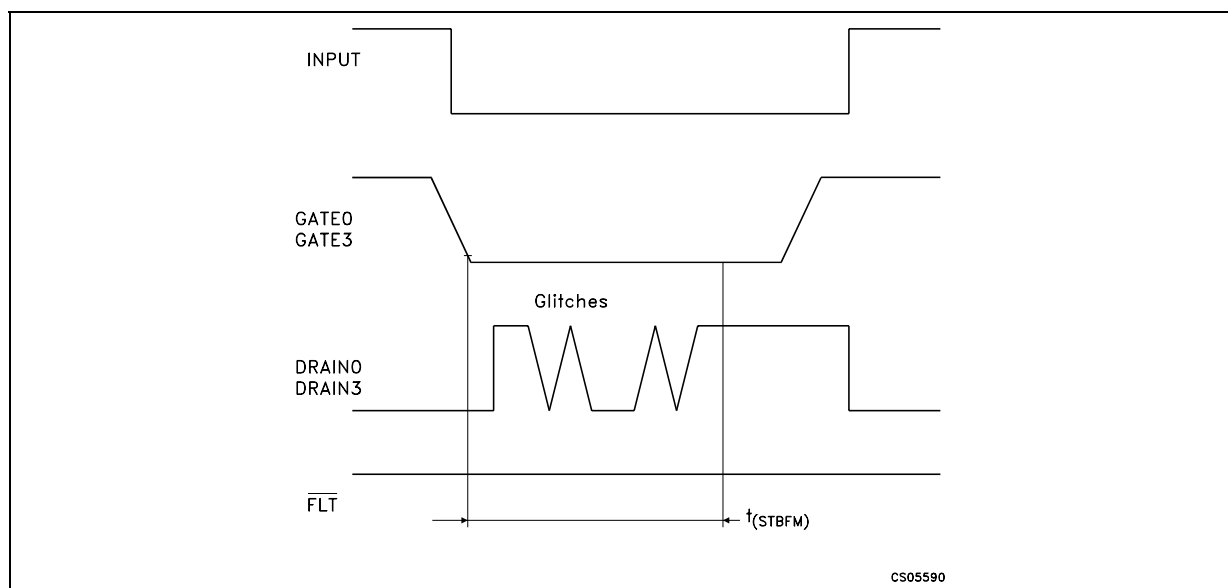 INPUT
GATE0
GATE3
Glitches
DRAIN0
DRAIN3
FLT
t(STBFM)
CS05590